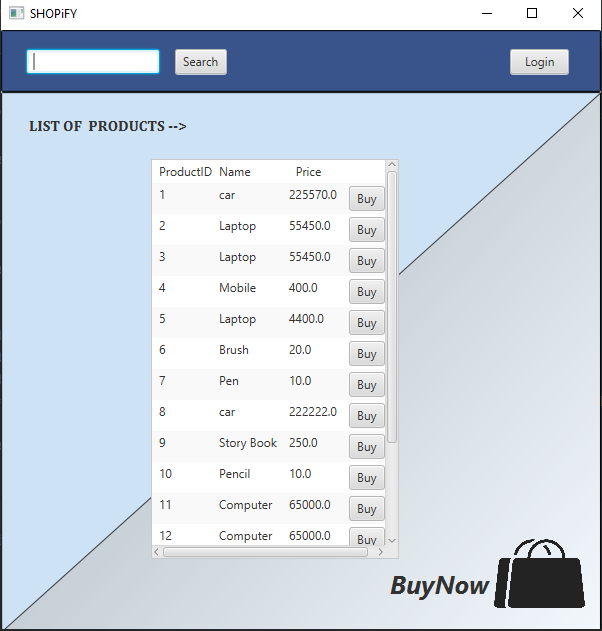 SHOPiFY
Search Login
LIST OF PRODUCTS -->
ProductID Name Price
1 car 225570.0 Buy
2 Laptop 55450.0 Buy
3 Laptop 55450.0 Buy
4 Mobile 400.0 Buy
5 Laptop 4400.0 Buy
6 Brush 20.0 Buy
7 Pen 10.0 Buy
8 car 222222.0 Buy
9 Story Book 250.0 Buy
10 Pencil 10.0 Buy
11 Computer 65000.0 Buy
12 Computer 65000.0 Buy
BuyNow